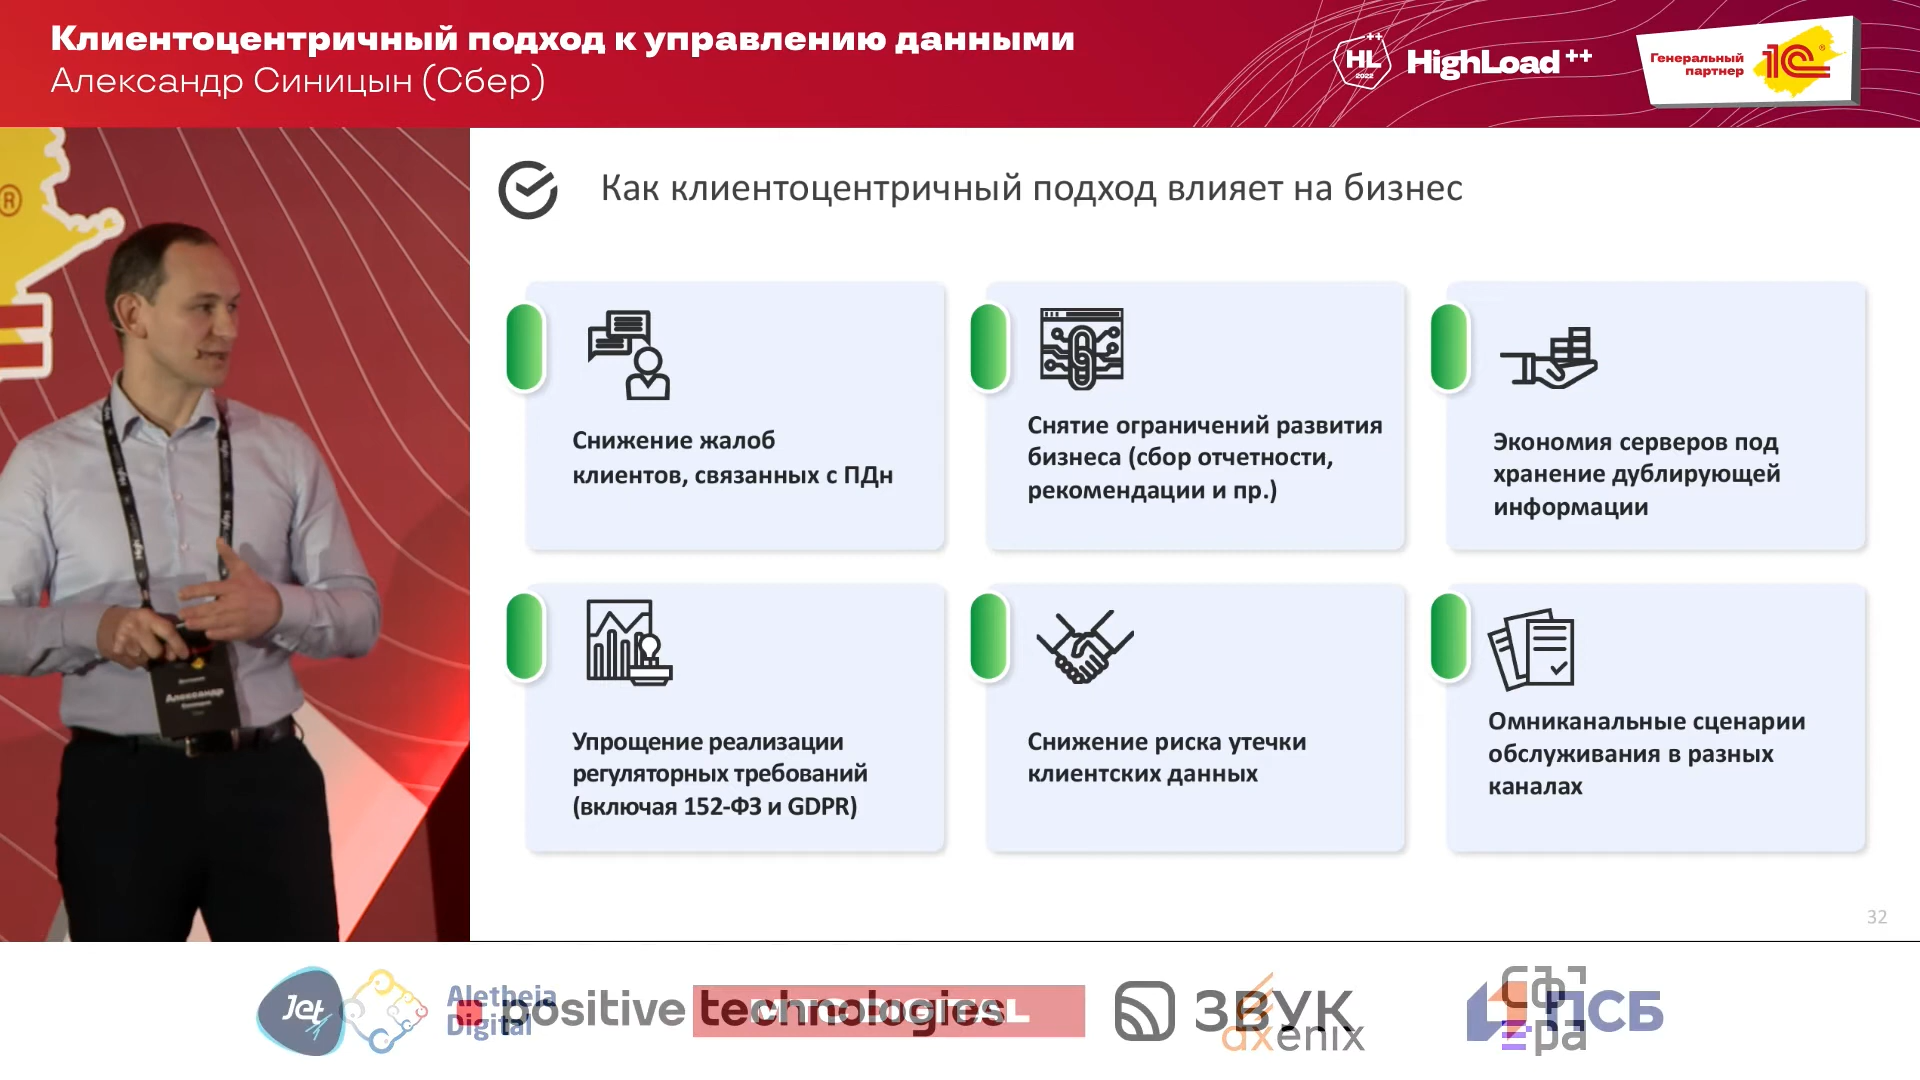 Клиентоцентричный подход к управлению данными
Александр Синицын (Сбер)
HL
++
2022
HighLoad ++
Генеральный
партнер
1С
®
®
Как клиентоцентричный подход влияет на бизнес
Снижение жалоб
клиентов, связанных с ПДн
Снятие ограничений развития
бизнеса (сбор отчетности,
рекомендации и пр.)
Экономия серверов под
хранение дублирующей
информации
Упрощение реализации
регуляторных требований
(включая 152-ФЗ и GDPR)
Снижение риска утечки
клиентских данных
Омниканальные сценарии
обслуживания в разных
каналах
Александр
32
Jet
Aletheia
Digital
positive technologies
ЗВУК
axenix
сфера
ПСБ